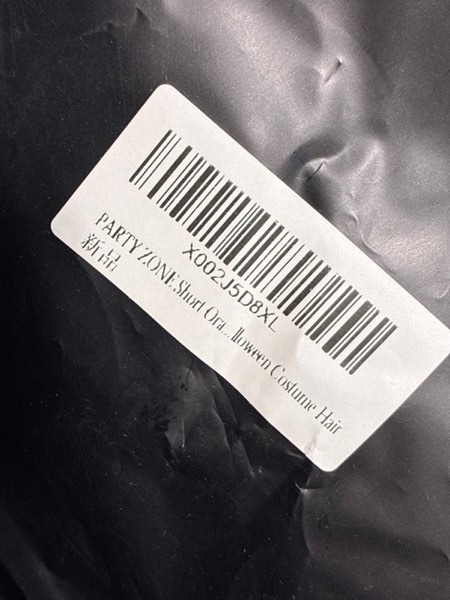 X002J5D8XL
PARTY ZONE Short Ora...lloween Costume Hair
新品